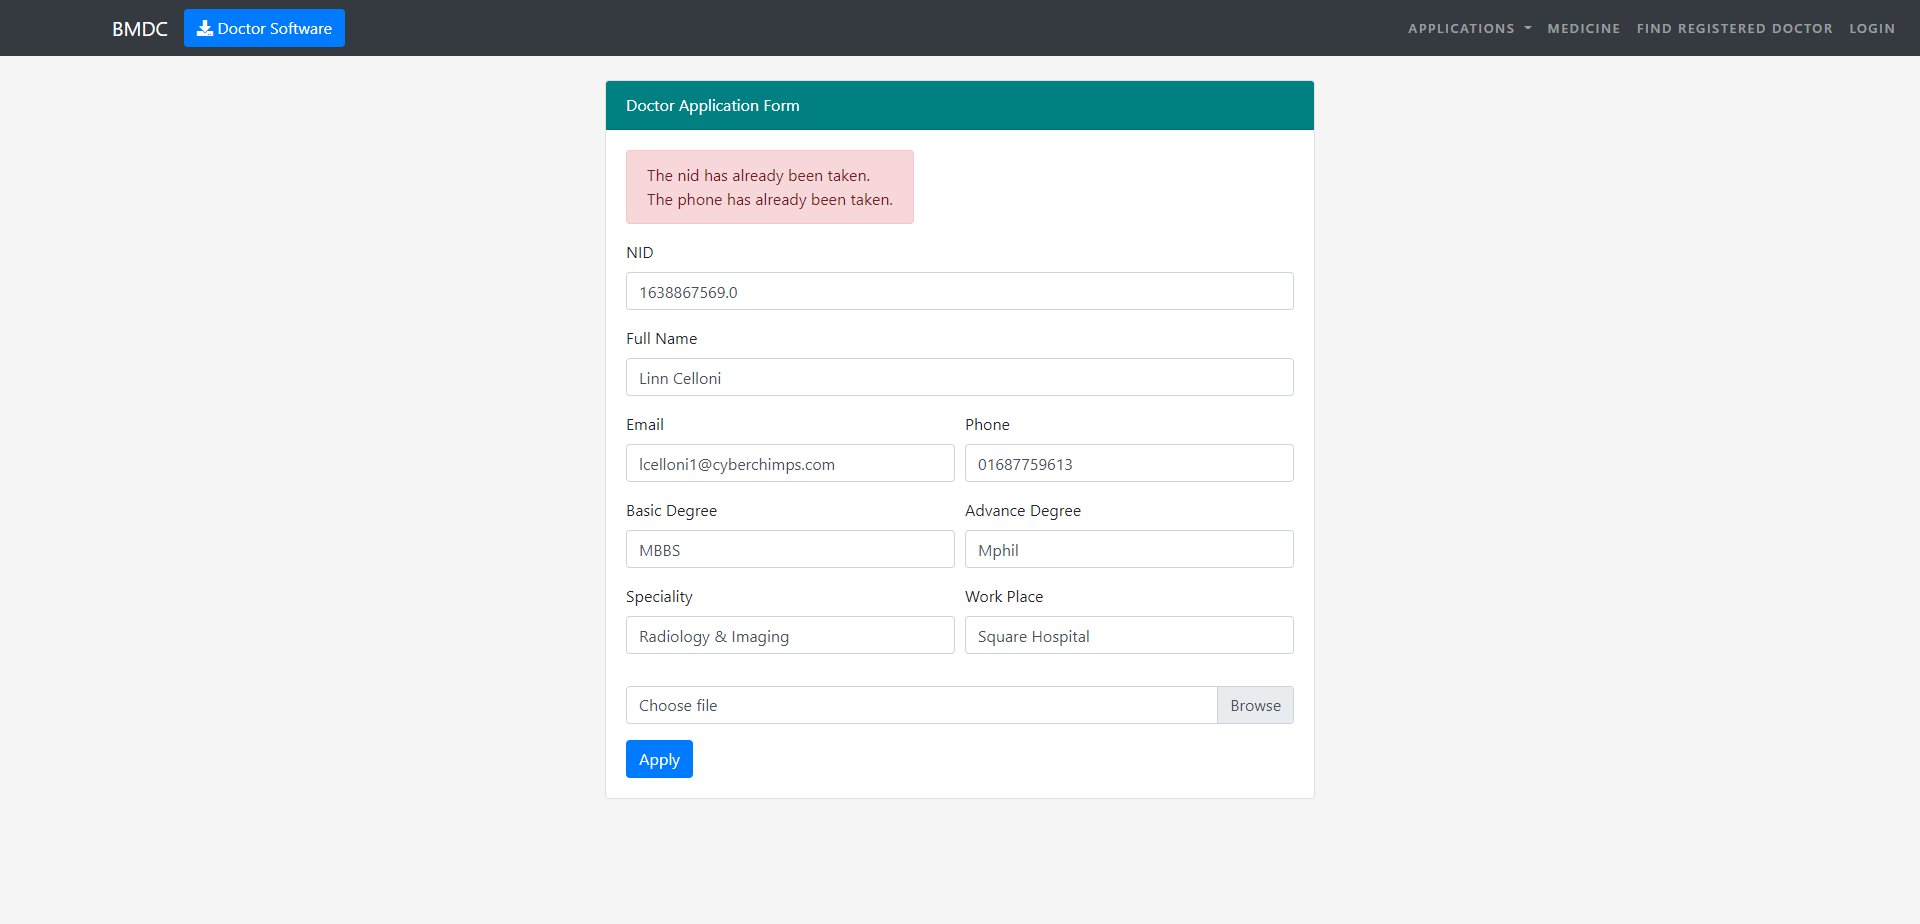 BMDC Doctor Software APPLICATIONS MEDICINE FIND REGISTERED DOCTOR LOGIN
Doctor Application Form
The nid has already been taken.
The phone has already been taken.
NID
1638867569.0
Full Name
Linn Celloni
Email Phone
lcelloni1@cyberchimps.com 01687759613
Basic Degree Advance Degree
MBBS Mphil
Speciality Work Place
Radiology & Imaging Square Hospital
Choose file Browse
Apply